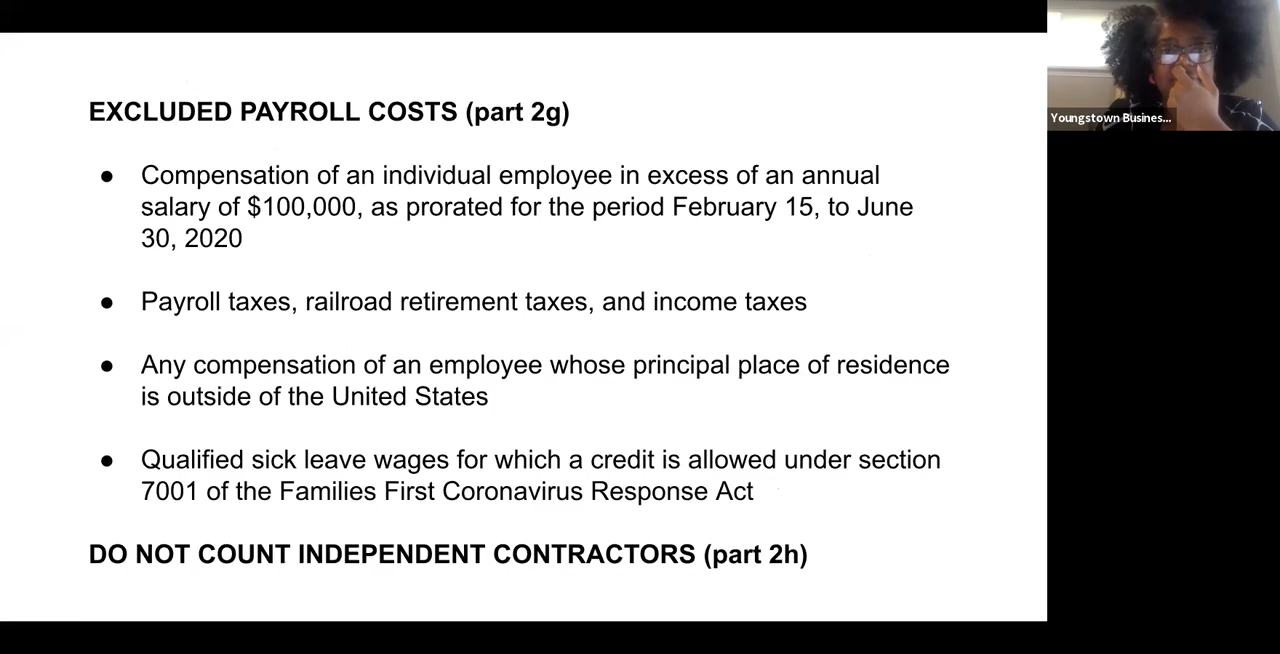 EXCLUDED PAYROLL COSTS (part 2g)
● Compensation of an individual employee in excess of an annual
salary of $100,000, as prorated for the period February 15, to June
30, 2020
● Payroll taxes, railroad retirement taxes, and income taxes
● Any compensation of an employee whose principal place of residence
is outside of the United States
● Qualified sick leave wages for which a credit is allowed under section
7001 of the Families First Coronavirus Response Act
DO NOT COUNT INDEPENDENT CONTRACTORS (part 2h)
Youngstown Busines...